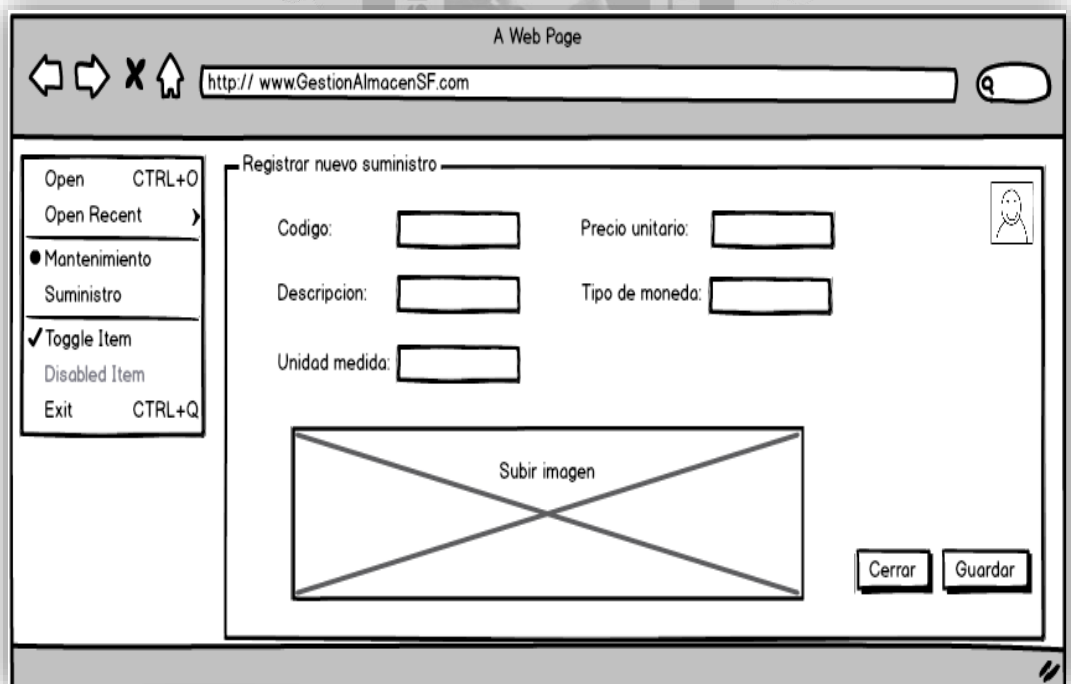 A Web Page
http:// www.GestionAlmacenSF.com
Open CTRL+O
Open Recent
Mantenimiento
Suministro
Toggle Item
Disabled Item
Exit CTRL+Q
Registrar nuevo suministro
Codigo:
Precio unitario:
Descripcion:
Tipo de moneda:
Unidad medida:
Subir imagen
Cerrar
Guardar